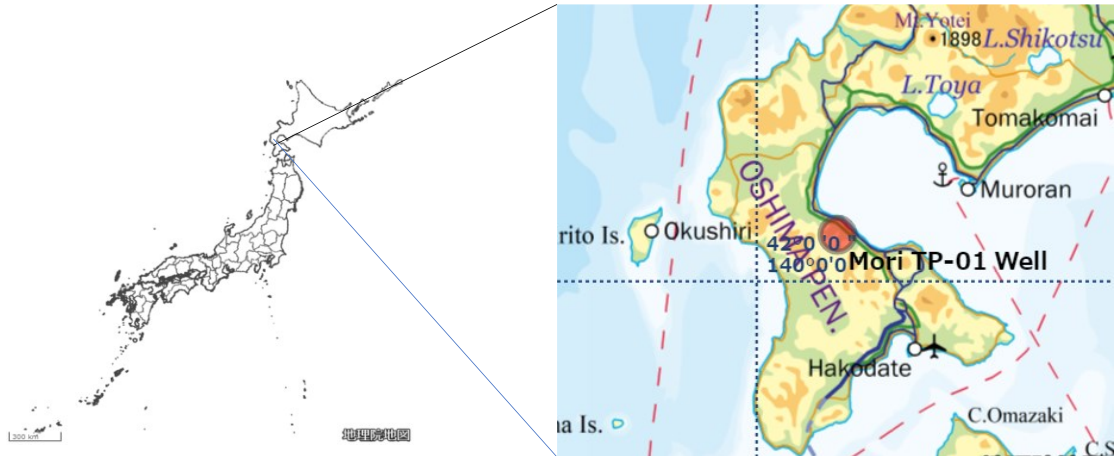 300 km
地理院地図
Mt.Yotei
1898
L.Shikotsu
L.Toya
Tomakomai
Muroran
OSHIMA PEN.
rito Is.
Okushiri
42°0 '0 "
140°0'0
Mori TP-01 Well
Hakodate
na Is.
C.Omazaki
C.S